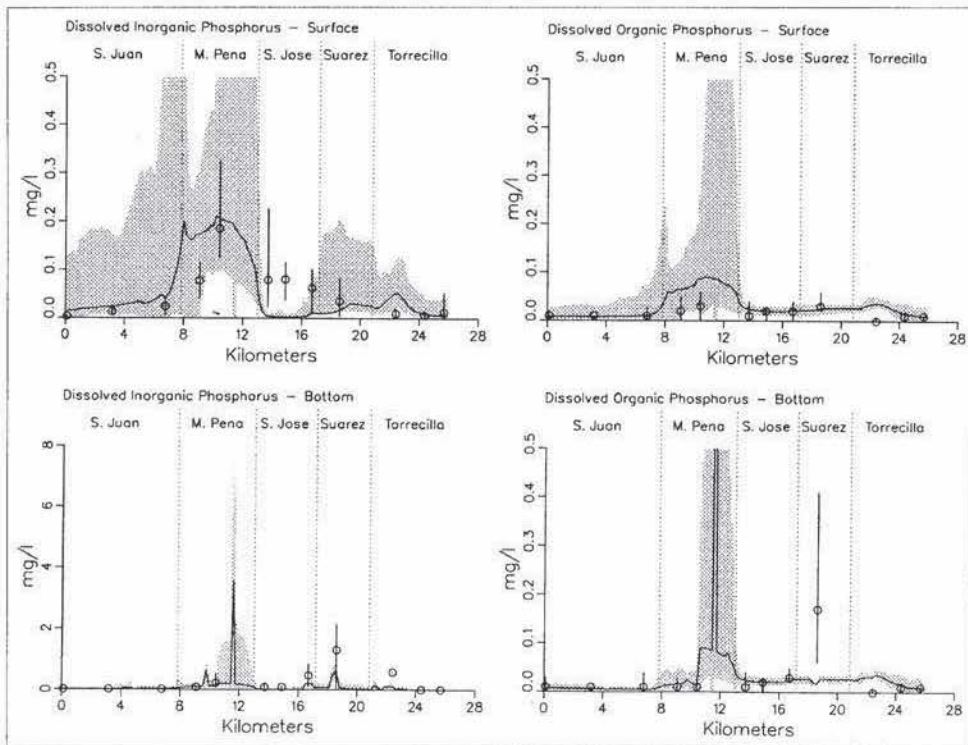 Dissolved Inorganic Phosphorus – Surface
S. Juan M. Pena S. Jose Suarez Torrecilla
0.5
0.4
0.3
0.2
0.1
0.0
mg/l
0 4 8 12 16 20 24 28
Kilometers
Dissolved Organic Phosphorus – Surface
S. Juan M. Pena S. Jose Suarez Torrecilla
0.5
0.4
0.3
0.2
0.1
0.0
mg/l
0 4 8 12 16 20 24 28
Kilometers
Dissolved Inorganic Phosphorus – Bottom
S. Juan M. Pena S. Jose Suarez Torrecilla
8
6
4
2
0
mg/l
0 4 8 12 16 20 24 28
Kilometers
Dissolved Organic Phosphorus – Bottom
S. Juan M. Pena S. Jose Suarez Torrecilla
0.5
0.4
0.3
0.2
0.1
0.0
mg/l
0 4 8 12 16 20 24 28
Kilometers